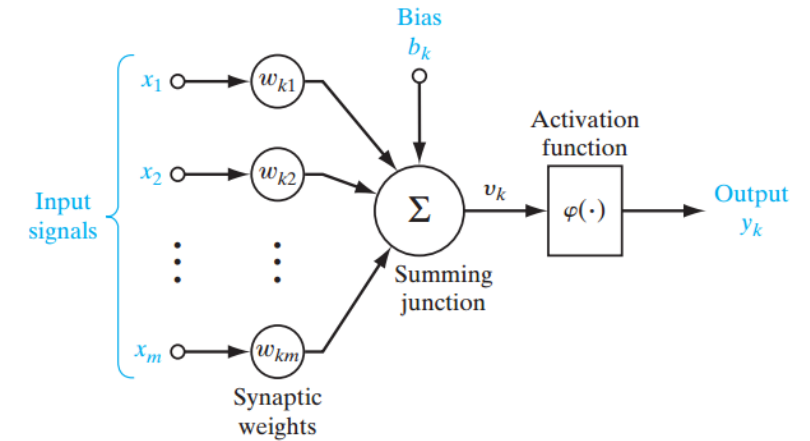 Bias
b_k
x_1
w_k1
Activation
function
x_2
w_k2
Input
signals
Σ
v_k
φ(·)
Output
y_k
Summing
junction
x_m
w_km
Synaptic
weights